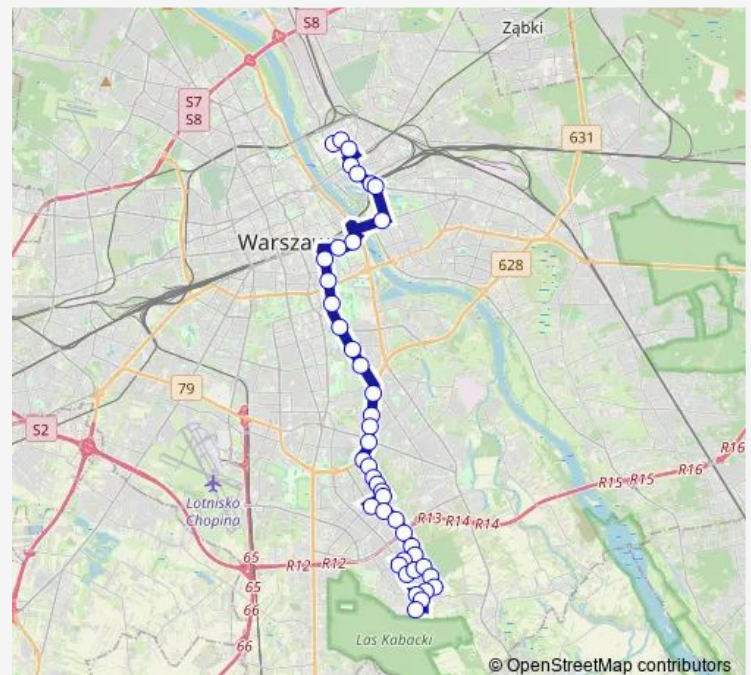 S8
Ząbki
S7
S8
631
Warszaw
628
79
S2
R16
R15 R15
R16
Lotnisko
Chopina
R13 R14 R14
65
R12 R12
65
66
66
Las Kabacki
© OpenStreetMap contributors